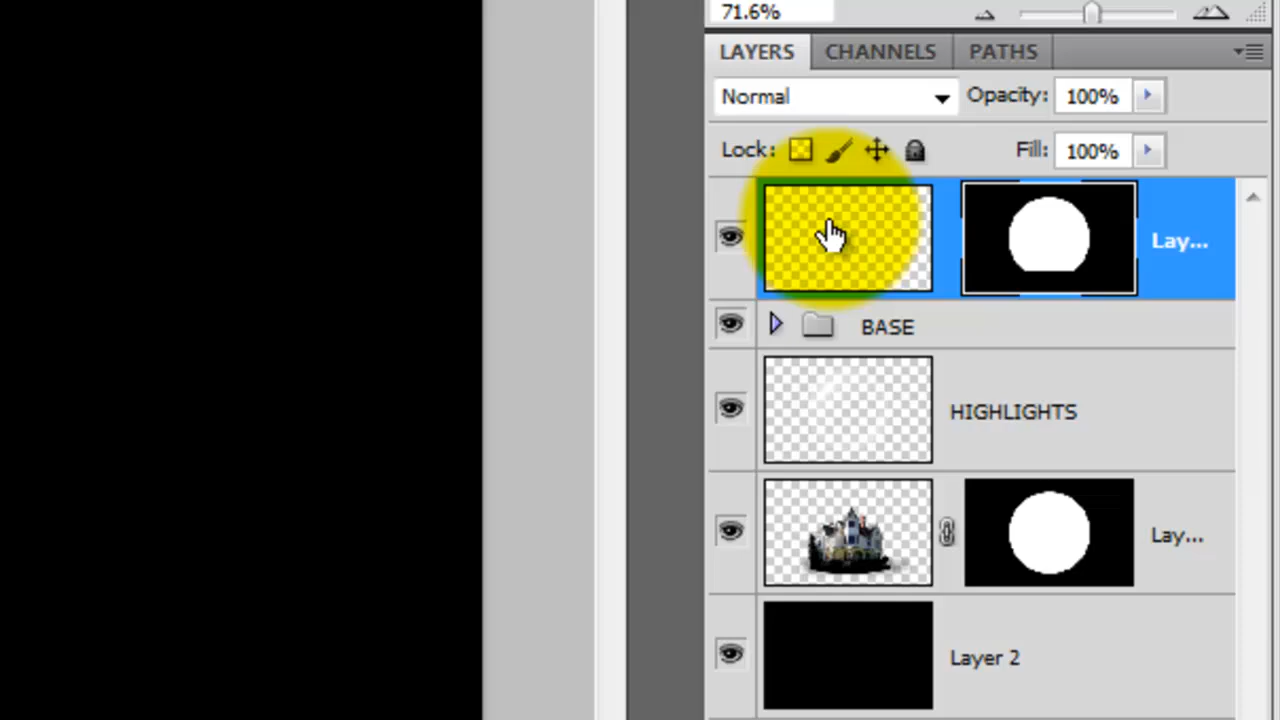 71.6%
LAYERS CHANNELS PATHS
Normal Opacity: 100%
Lock: Fill: 100%
Lay...
BASE
HIGHLIGHTS
Lay...
Layer 2